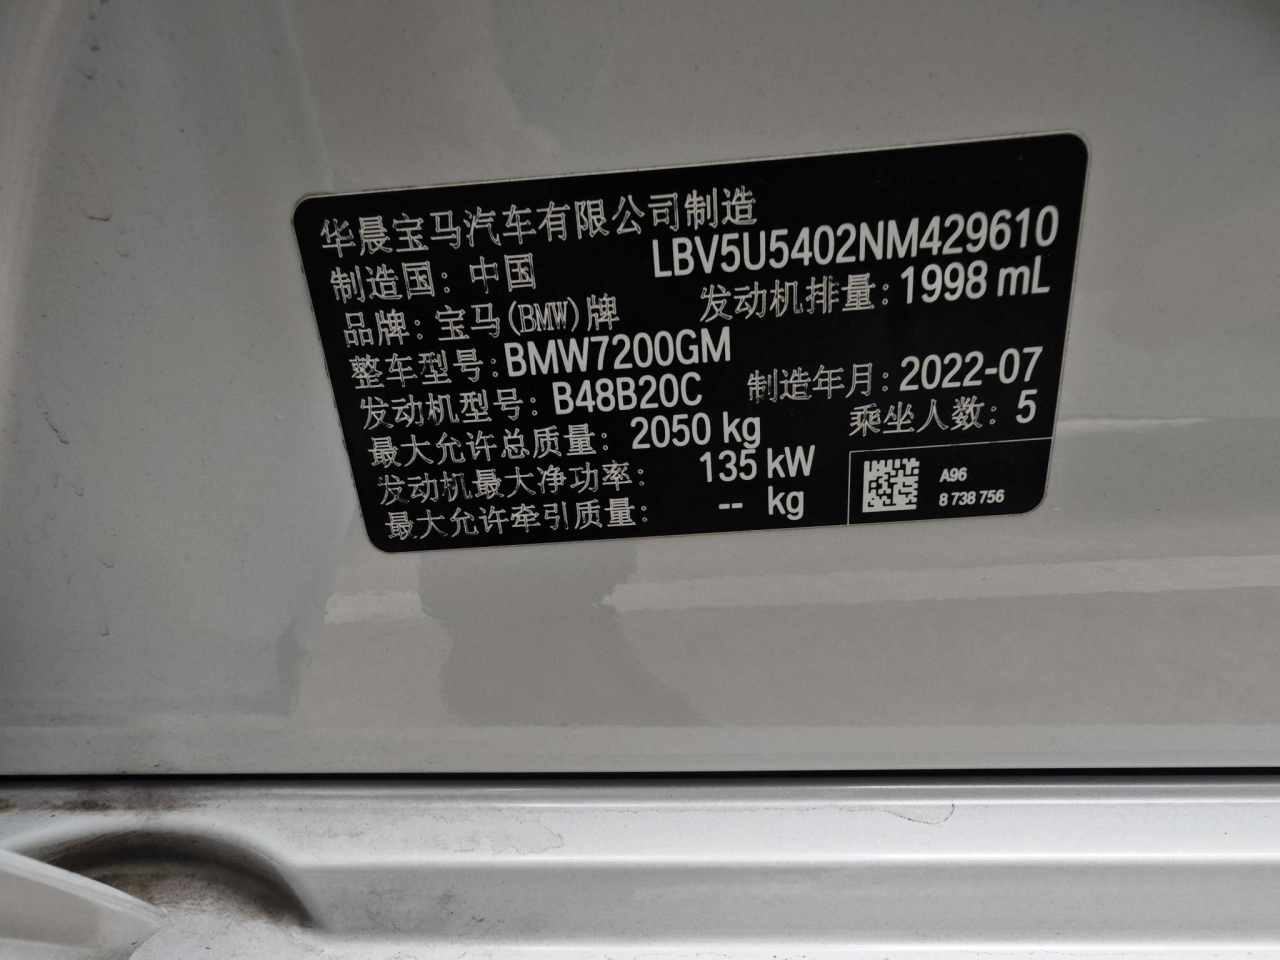 华晨宝马汽车有限公司制造
LBV5U5402NM429610
制造国：中国
品牌：宝马(BMW)牌
发动机排量：1998 mL
整车型号：BMW7200GM
发动机型号：B48B20C
制造年月：2022-07
最大允许总质量：2050 kg
乘坐人数：5
发动机最大净功率：135 kW
最大允许牵引质量：-- kg
A96
8 738 756